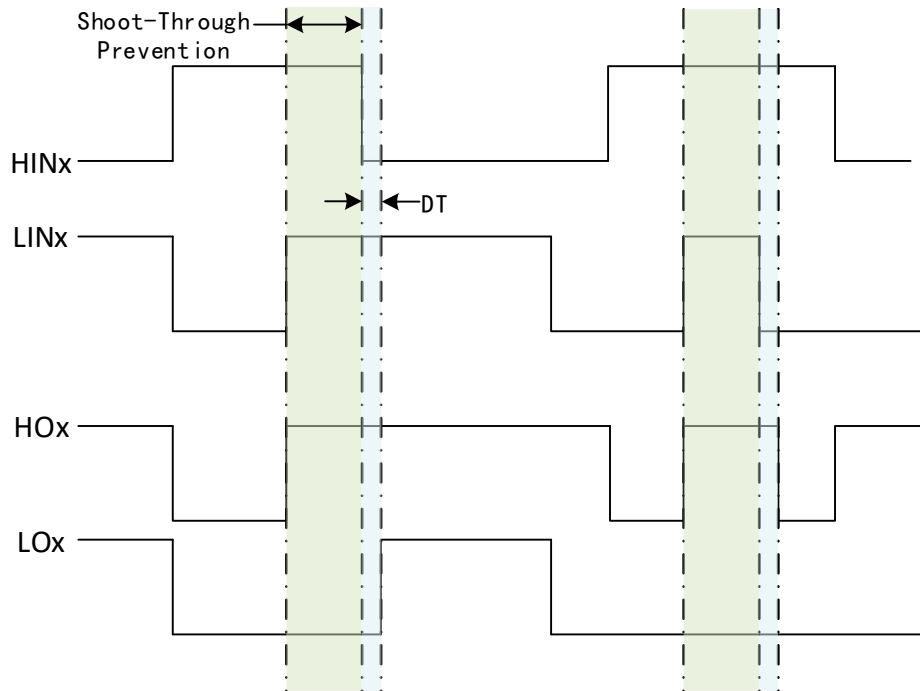 Shoot-Through
Prevention
HINx
DT
LINx
HOx
LOx